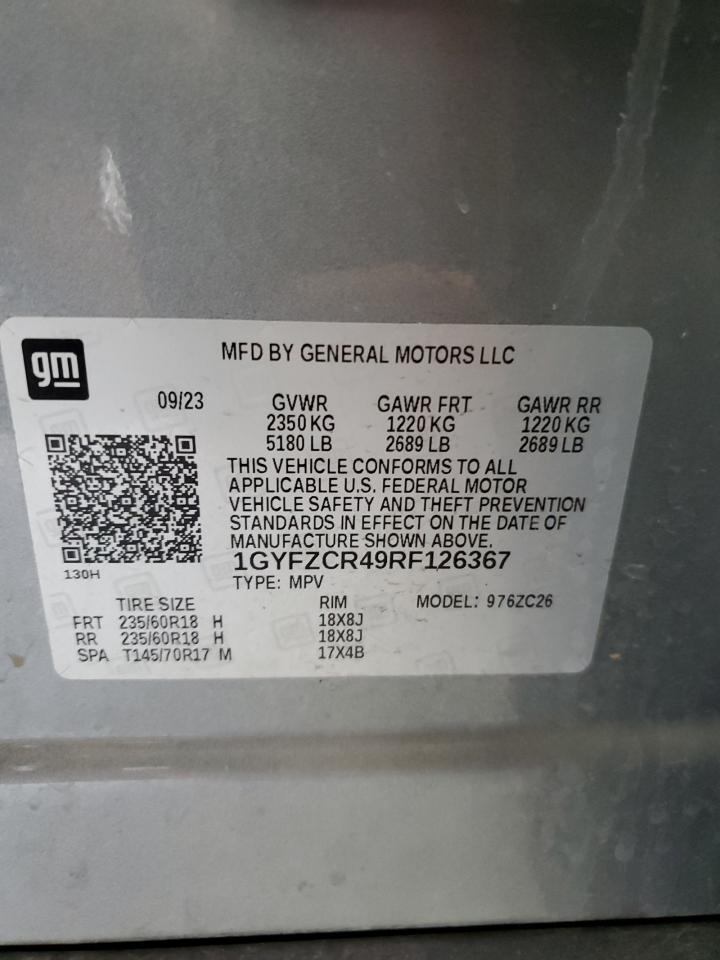 gm
MFD BY GENERAL MOTORS LLC
09/23 GVWR GAWR FRT GAWR RR
2350 KG 1220 KG 1220 KG
5180 LB 2689 LB 2689 LB
THIS VEHICLE CONFORMS TO ALL
APPLICABLE U.S. FEDERAL MOTOR
VEHICLE SAFETY AND THEFT PREVENTION
STANDARDS IN EFFECT ON THE DATE OF
MANUFACTURE SHOWN ABOVE.
1GYFZCR49RF126367
130H
TYPE: MPV
TIRE SIZE RIM MODEL: 976ZC26
FRT 235/60R18 H 18X8J
RR 235/60R18 H 18X8J
SPA T145/70R17 M 17X4B